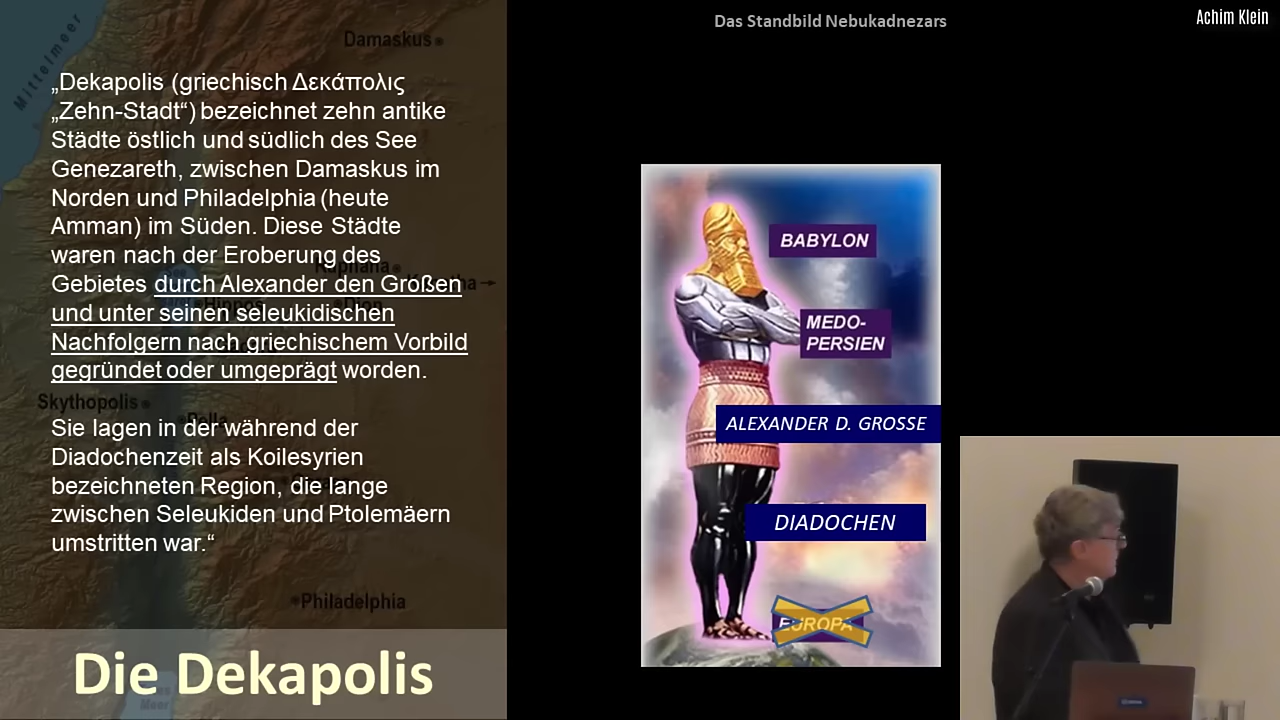 Das Standbild Nebukadnezars
Achim Klein
Mittelmeer
Damaskus
„Dekapolis (griechisch Δεκάπολις
„Zehn-Stadt“) bezeichnet zehn antike
Städte östlich und südlich des See
Genezareth, zwischen Damaskus im
Norden und Philadelphia (heute
Amman) im Süden. Diese Städte
waren nach der Eroberung des
Gebietes durch Alexander den Großen
und unter seinen seleukidischen
Nachfolgern nach griechischem Vorbild
gegründet oder umgeprägt worden.
Sie lagen in der während der
Diadochenzeit als Koilesyrien
bezeichneten Region, die lange
zwischen Seleukiden und Ptolemäern
umstritten war.“
Raphana
Hippos
Dion
Skythopolis
Pella
Philadelphia
Die Dekapolis
BABYLON
MEDO-
PERSIEN
ALEXANDER D. GROSSE
DIADOCHEN
EUROPA